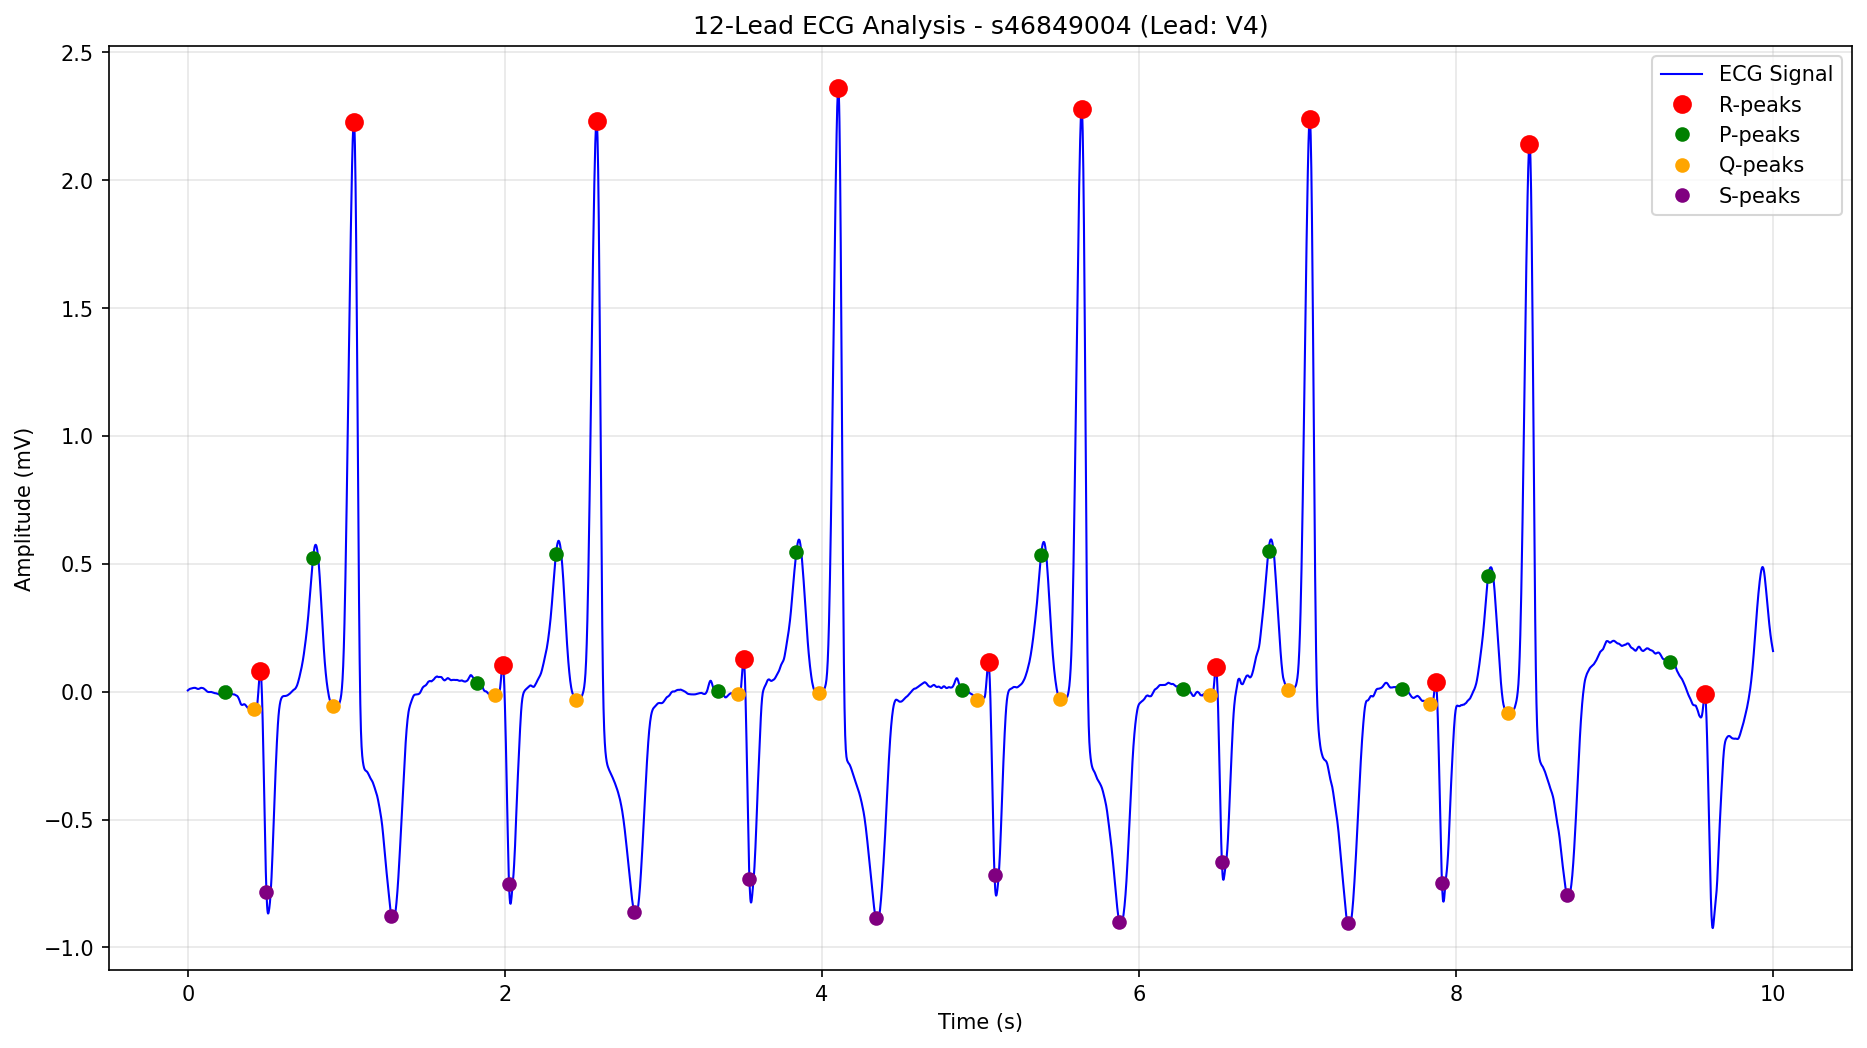 12-Lead ECG Analysis - s46849004 (Lead: V4)
ECG Signal
R-peaks
P-peaks
Q-peaks
S-peaks
Amplitude (mV)
2.5
2.0
1.5
1.0
0.5
0.0
−0.5
−1.0
0 2 4 6 8 10
Time (s)